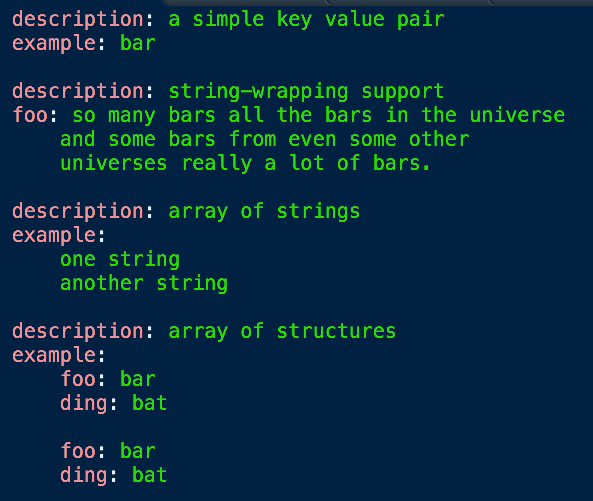 description: a simple key value pair
example: bar

description: string-wrapping support
foo: so many bars all the bars in the universe
    and some bars from even some other
    universes really a lot of bars.

description: array of strings
example:
    one string
    another string

description: array of structures
example:
    foo: bar
    ding: bat

    foo: bar
    ding: bat